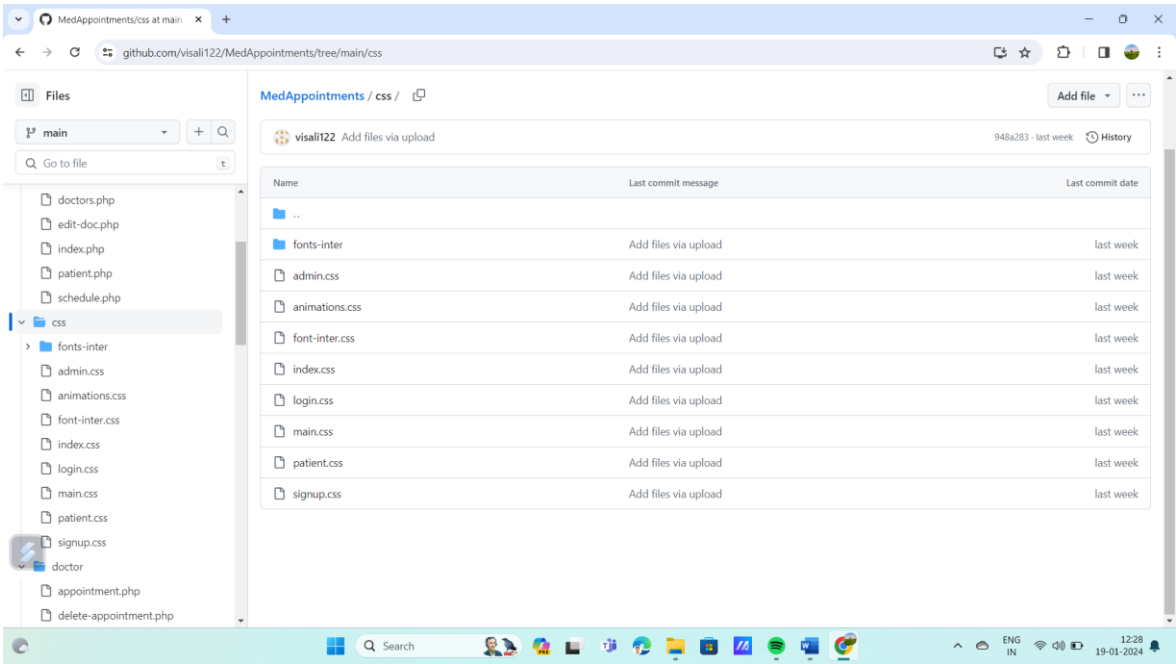 MedAppointments/css at main
github.com/visali122/MedAppointments/tree/main/css
Files
main
Go to file
t
doctors.php
edit-doc.php
index.php
patient.php
schedule.php
css
fonts-inter
admin.css
animations.css
font-inter.css
index.css
login.css
main.css
patient.css
signup.css
doctor
appointment.php
delete-appointment.php
MedAppointments / css /
Add file
visali122 Add files via upload
948a283 · last week History
Name Last commit message Last commit date
..
fonts-inter Add files via upload last week
admin.css Add files via upload last week
animations.css Add files via upload last week
font-inter.css Add files via upload last week
index.css Add files via upload last week
login.css Add files via upload last week
main.css Add files via upload last week
patient.css Add files via upload last week
signup.css Add files via upload last week
Search
ENG
IN
12:28
19-01-2024